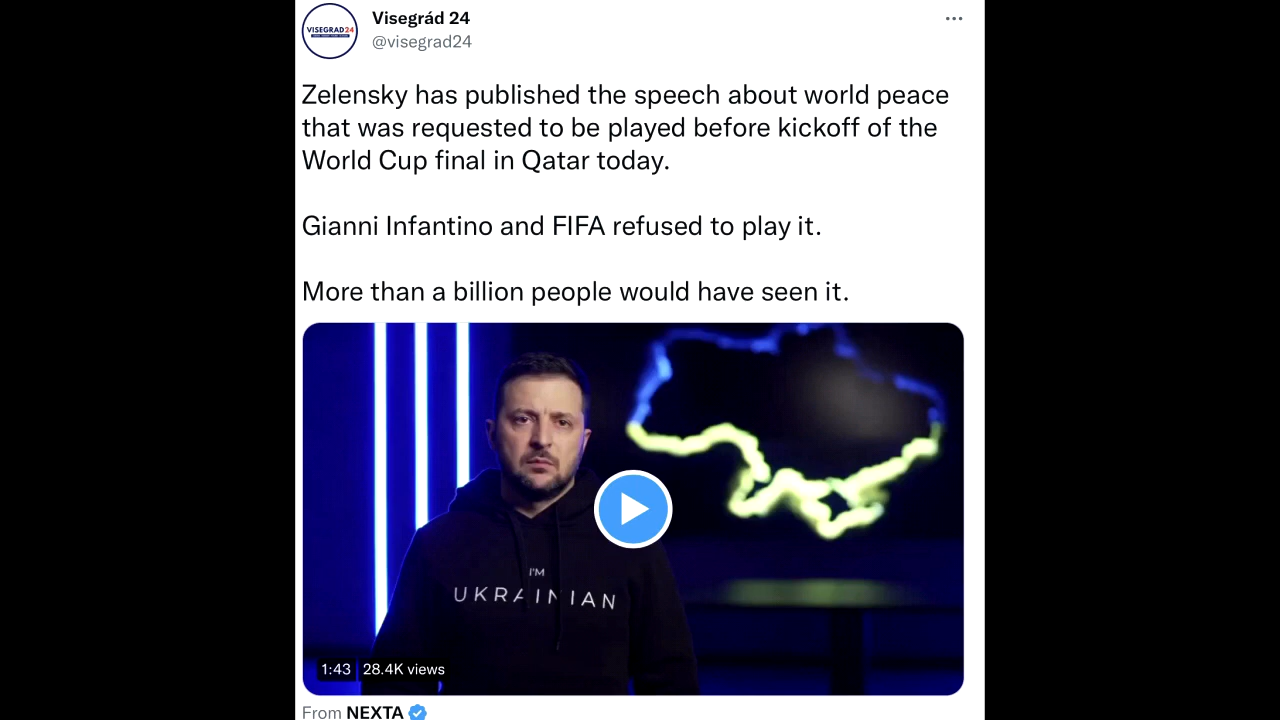 VISEGRAD24
Visegrád 24
@visegrad24
Zelensky has published the speech about world peace
that was requested to be played before kickoff of the
World Cup final in Qatar today.
Gianni Infantino and FIFA refused to play it.
More than a billion people would have seen it.
I'M
UKRAINIAN
1:43 28.4K views
From NEXTA